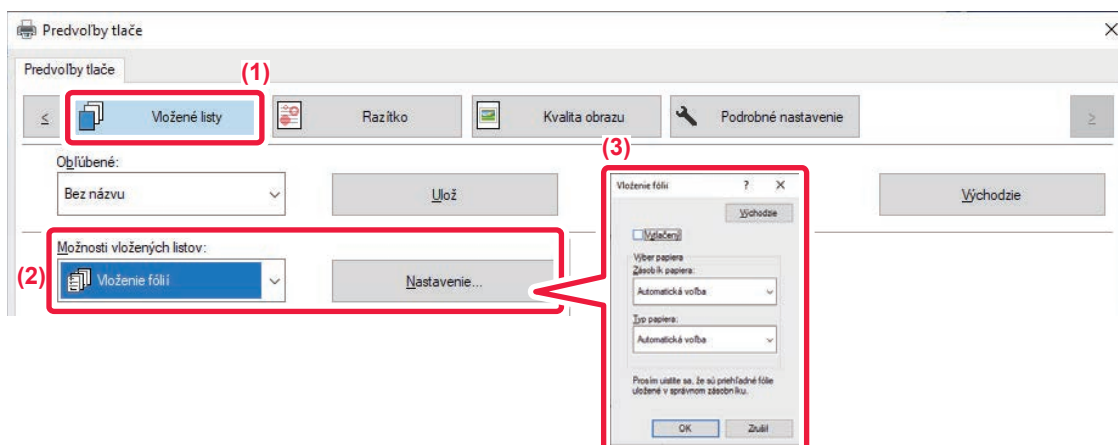 Predvoľby tlače
Predvoľby tlače
(1)
< Vložené listy Razítko Kvalita obrazu Podrobné nastavenie >
(3)
Obľúbené:
Bez názvu Ulož Východzie
Možnosti vložených listov:
(2) Vloženie fólií Nastavenie...
Vloženie fólií ? X
Východzie
Vytlačený
Výber papiera
Zásobník papiera:
Automatická voľba
Typ papiera:
Automatická voľba
Prosím uistite sa, že sú priehľadné fólie
uložené v správnom zásobníku.
OK Zrušiť